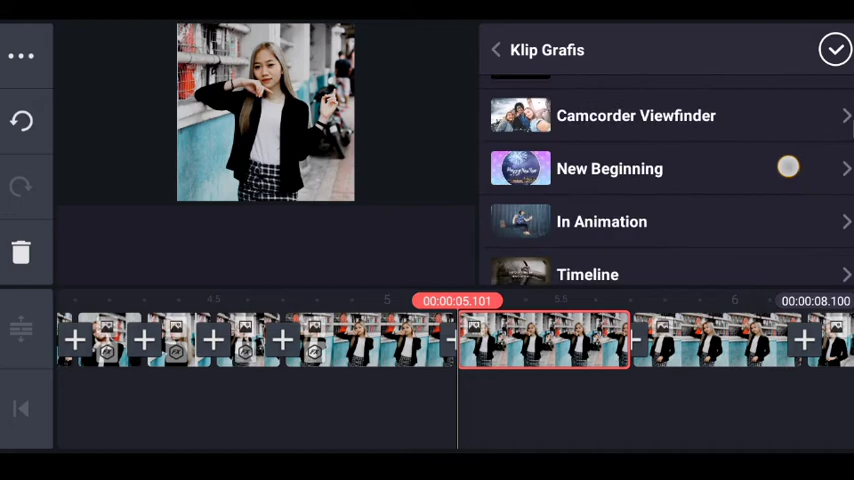 Klip Grafis
Camcorder Viewfinder
New Beginning
In Animation
Timeline
4.5
5
00:00:05.101
5.5
6
00:00:08.100